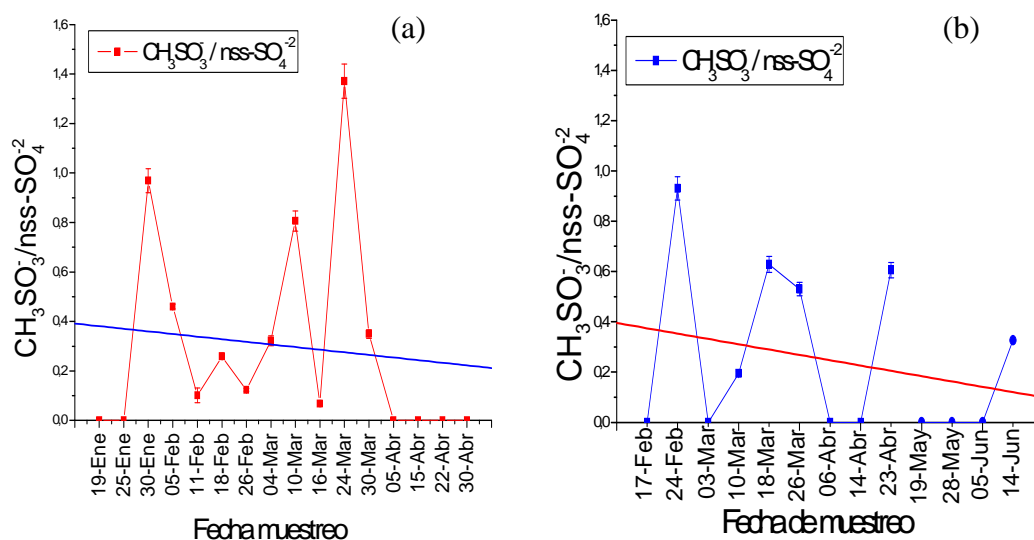 (a)
CH₃SO₃⁻/ nss-SO₄⁻²
CH₃SO₃⁻/nss-SO₄⁻²
1,6
1,4
1,2
1,0
0,8
0,6
0,4
0,2
0,0
19-Ene
25-Ene
30-Ene
05-Feb
11-Feb
18-Feb
26-Feb
04-Mar
10-Mar
16-Mar
24-Mar
30-Mar
05-Abr
15-Abr
22-Abr
30-Abr
Fecha muestreo
(b)
CH₃SO₃⁻/ nss-SO₄⁻²
CH₃SO₃⁻/nss-SO₄⁻²
1,6
1,4
1,2
1,0
0,8
0,6
0,4
0,2
0,0
17-Feb
24-Feb
03-Mar
10-Mar
18-Mar
26-Mar
06-Abr
14-Abr
23-Abr
19-May
28-May
05-Jun
14-Jun
Fecha de muestreo